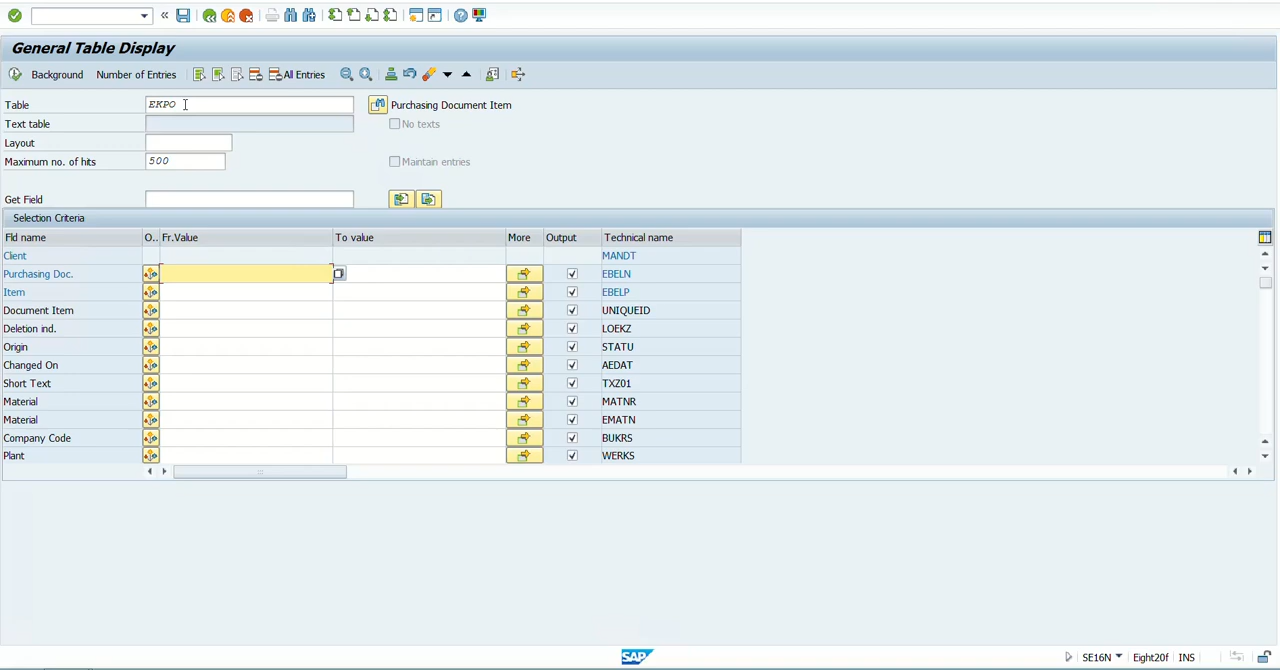 General Table Display
Background Number of Entries All Entries
Table EKPO Purchasing Document Item
Text table No texts
Layout
Maximum no. of hits 500 Maintain entries
Get Field
Selection Criteria
Fld name O.. Fr.Value To value More Output Technical name
Client MANDT
Purchasing Doc. EBELN
Item EBELP
Document Item UNIQUEID
Deletion ind. LOEKZ
Origin STATU
Changed On AEDAT
Short Text TXZ01
Material MATNR
Material EMATN
Company Code BUKRS
Plant WERKS
SAP SE16N Eight20f INS